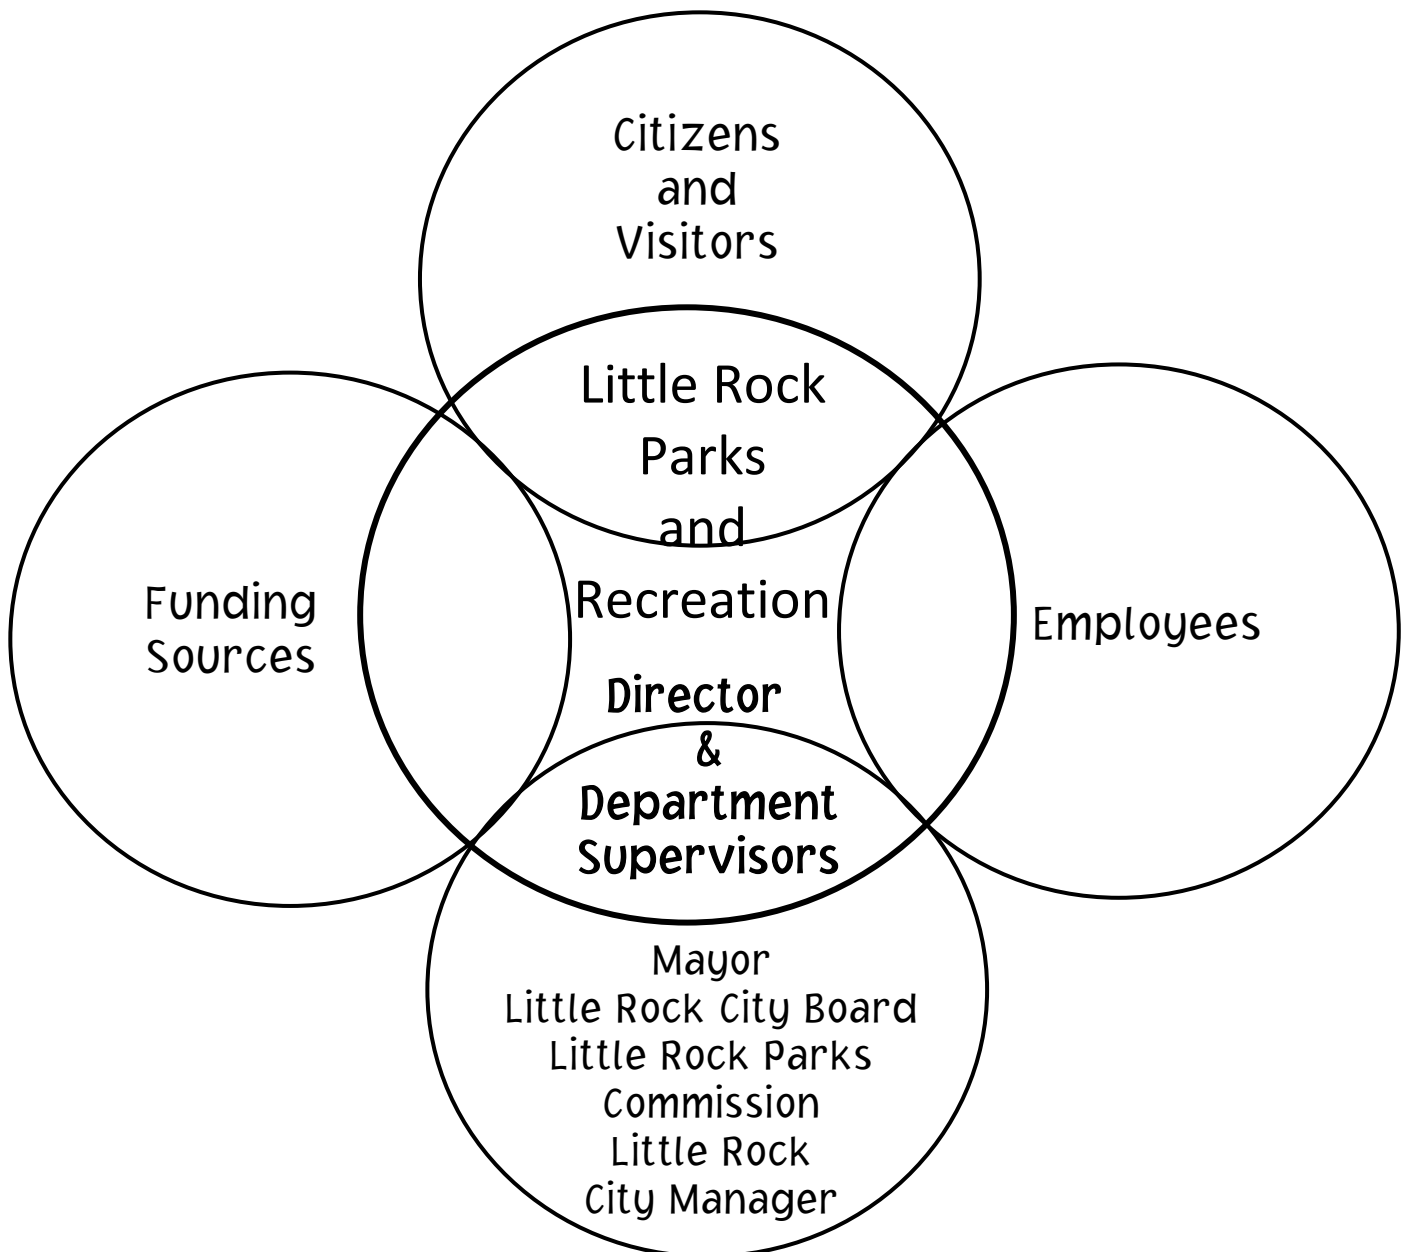 Citizens
and
Visitors
Little Rock
Parks
and
Recreation
Funding
Sources
Employees
Director
&
Department
Supervisors
Mayor
Little Rock City Board
Little Rock Parks
Commission
Little Rock
City Manager